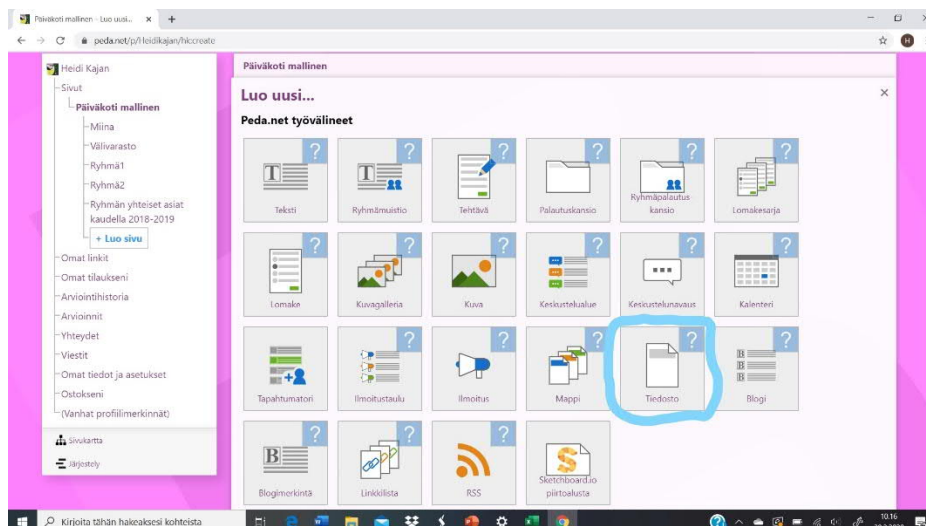 Päiväkoti mallinen - Luo uusi...
peda.net/p/Heidikajan/hiccreate
H
Heidi Kajan
Sivut
Päiväkoti mallinen
Miina
Välivarasto
Ryhmä1
Ryhmä2
Ryhmän yhteiset asiat
kaudella 2018-2019
+ Luo sivu
Omat linkit
Omat tilaukseni
Arviointihistoria
Arvioinnit
Yhteydet
Viestit
Omat tiedot ja asetukset
Ostokseni
(Vanhat profiilimerkinnät)
Sivukartta
Järjestely
Päiväkoti mallinen
Luo uusi...
Peda.net työvälineet
? ? ? ? ? ?
T T
Teksti Ryhmämuistio Tehtävä Palautuskansio Ryhmäpalautus Lomakesarja
kansio
? ? ? ? ? ?
Lomake Kuvagalleria Kuva Keskustelualue Keskustelunavaus Kalenteri
? ? ? ? ? ?
B
B
B
Tapahtumatori Ilmoitustaulu Ilmoitus Mappi Tiedosto Blogi
? ? ?
B S
Blogimerkintä Linkkilista RSS Sketchboard.io
piirtoalusta
Kirjoita tähän hakeaksesi kohteista
10.16